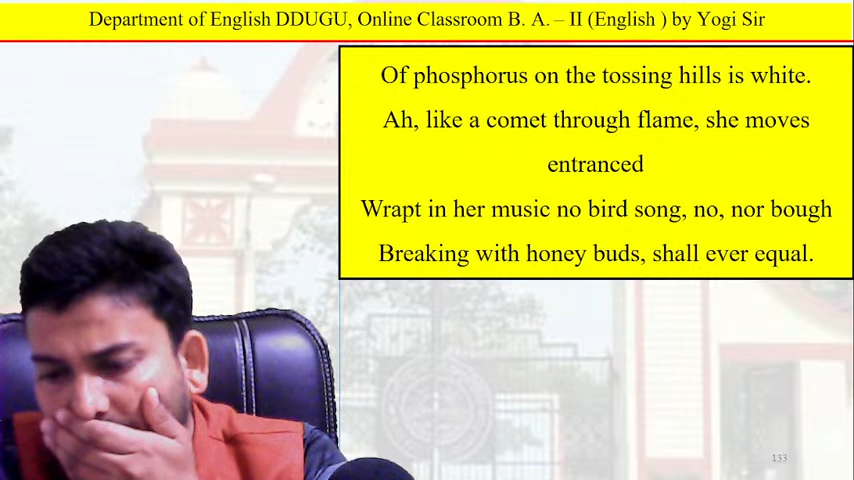 Department of English DDUGU, Online Classroom B. A. – II (English ) by Yogi Sir
Of phosphorus on the tossing hills is white.
Ah, like a comet through flame, she moves
entranced
Wrapt in her music no bird song, no, nor bough
Breaking with honey buds, shall ever equal.
133